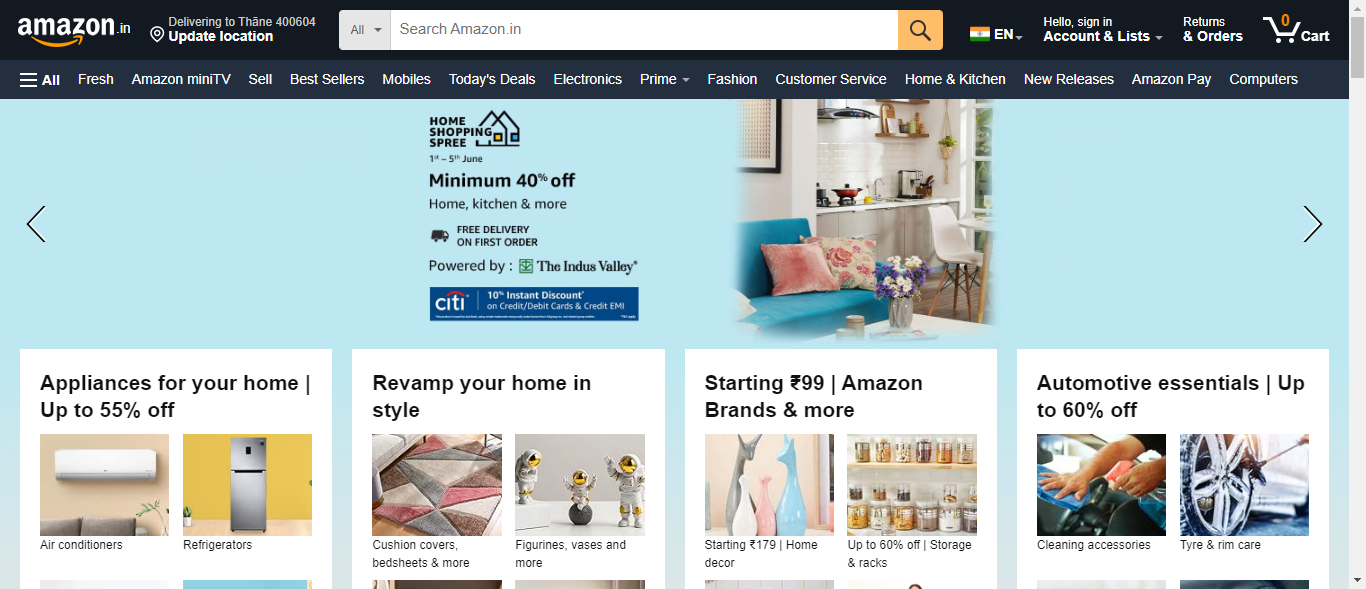 amazon.in
Delivering to Thāne 400604
Update location
All
Search Amazon.in
EN
Hello, sign in
Account & Lists
Returns
& Orders
0
Cart
All Fresh Amazon miniTV Sell Best Sellers Mobiles Today's Deals Electronics Prime Fashion Customer Service Home & Kitchen New Releases Amazon Pay Computers
HOME
SHOPPING
SPREE
1st – 5th June
Minimum 40% off
Home, kitchen & more
FREE DELIVERY
ON FIRST ORDER
Powered by : The Indus Valley®
citi
10% Instant Discount*
on Credit/Debit Cards & Credit EMI
Appliances for your home |
Up to 55% off
Air conditioners
Refrigerators
Revamp your home in
style
Cushion covers,
bedsheets & more
Figurines, vases and
more
Starting ₹99 | Amazon
Brands & more
Starting ₹179 | Home
decor
Up to 60% off | Storage
& racks
Automotive essentials | Up
to 60% off
Cleaning accessories
Tyre & rim care